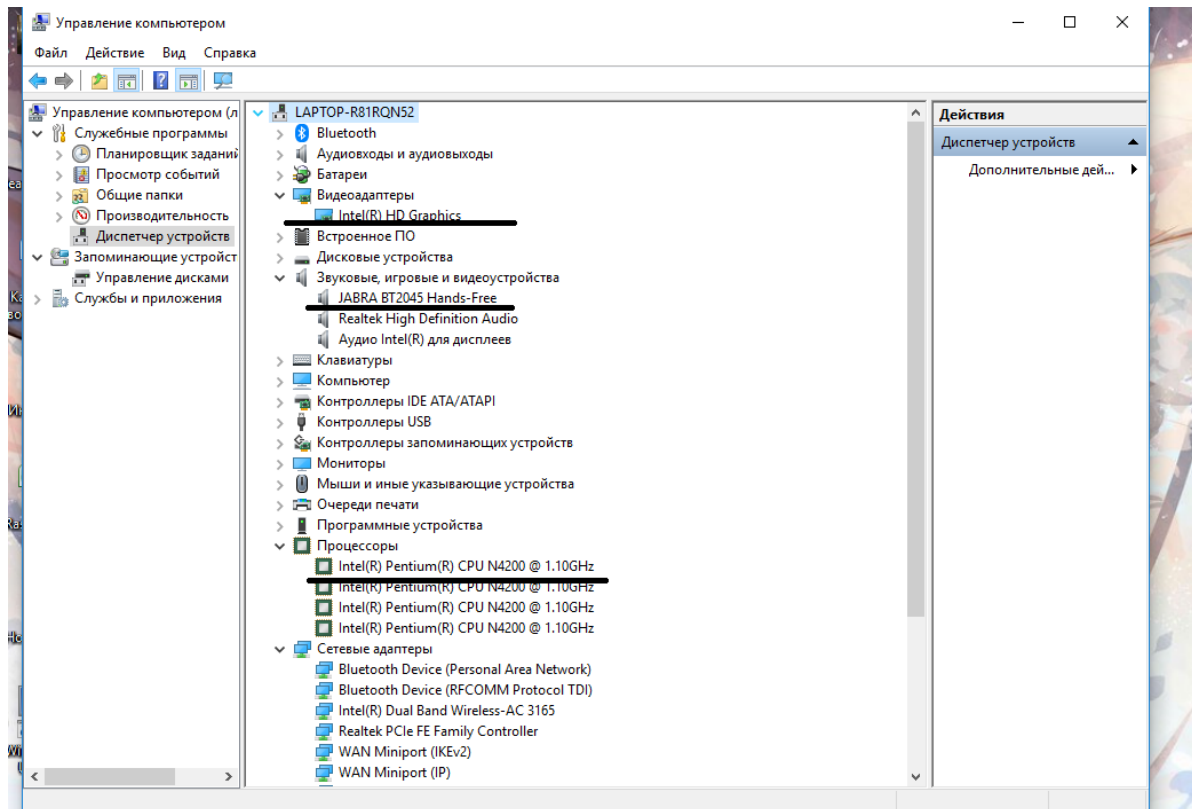 Управление компьютером
Файл Действие Вид Справка
Управление компьютером (л
Служебные программы
Планировщик заданий
Просмотр событий
Общие папки
Производительность
Диспетчер устройств
Запоминающие устройст
Управление дисками
Службы и приложения
LAPTOP-R81RQN52
Bluetooth
Аудиовходы и аудиовыходы
Батареи
Видеоадаптеры
Intel(R) HD Graphics
Встроенное ПО
Дисковые устройства
Звуковые, игровые и видеоустройства
JABRA BT2045 Hands-Free
Realtek High Definition Audio
Аудио Intel(R) для дисплеев
Клавиатуры
Компьютер
Контроллеры IDE ATA/ATAPI
Контроллеры USB
Контроллеры запоминающих устройств
Мониторы
Мыши и иные указывающие устройства
Очереди печати
Программные устройства
Процессоры
Intel(R) Pentium(R) CPU N4200 @ 1.10GHz
Intel(R) Pentium(R) CPU N4200 @ 1.10GHz
Intel(R) Pentium(R) CPU N4200 @ 1.10GHz
Intel(R) Pentium(R) CPU N4200 @ 1.10GHz
Сетевые адаптеры
Bluetooth Device (Personal Area Network)
Bluetooth Device (RFCOMM Protocol TDI)
Intel(R) Dual Band Wireless-AC 3165
Realtek PCIe FE Family Controller
WAN Miniport (IKEv2)
WAN Miniport (IP)
Действия
Диспетчер устройств
Дополнительные дей...